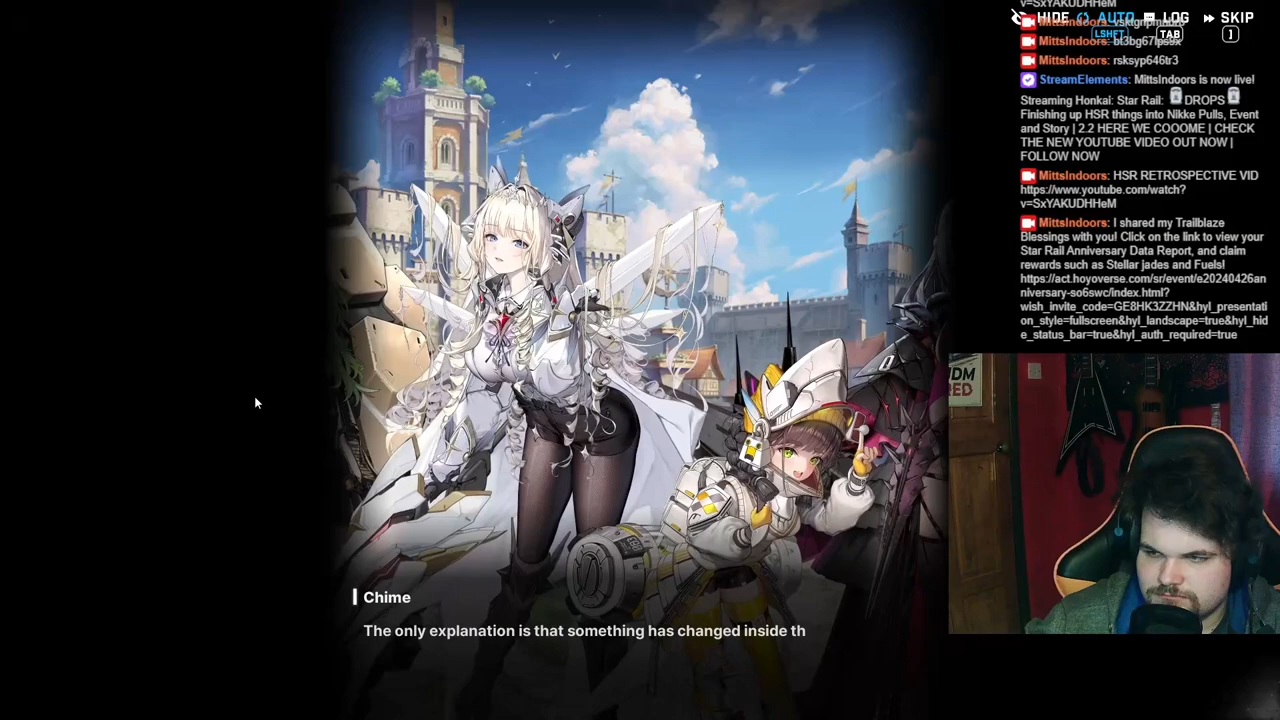 v=SxYAKUDHHeM
HIDE AUTO LOG SKIP
LSHFT TAB ]
MittsIndoors:
MittsIndoors: bl3bg67lps9x
MittsIndoors: rsksyp646tr3
StreamElements: MittsIndoors is now live!
Streaming Honkai: Star Rail: DROPS
Finishing up HSR things into Nikke Pulls, Event
and Story | 2.2 HERE WE COOOME | CHECK
THE NEW YOUTUBE VIDEO OUT NOW |
FOLLOW NOW
MittsIndoors: HSR RETROSPECTIVE VID
https://www.youtube.com/watch?
v=SxYAKUDHHeM
MittsIndoors: I shared my Trailblaze
Blessings with you! Click on the link to view your
Star Rail Anniversary Data Report, and claim
rewards such as Stellar jades and Fuels!
https://act.hoyoverse.com/sr/event/e20240426an
niversary-so6swc/index.html?
wish_invite_code=GE8HK3ZZHN&hyl_presentati
on_style=fullscreen&hyl_landscape=true&hyl_hid
e_status_bar=true&hyl_auth_required=true
Chime
The only explanation is that something has changed inside th